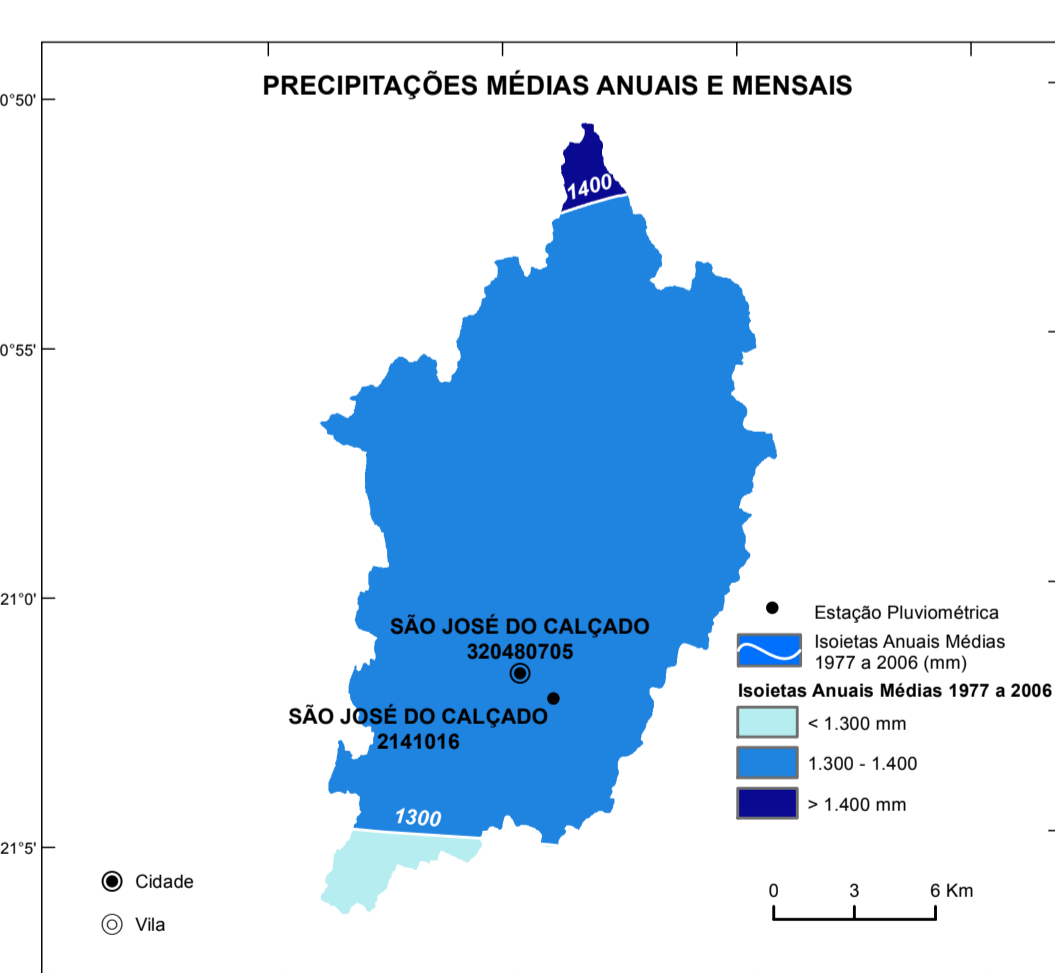 PRECIPITAÇÕES MÉDIAS ANUAIS E MENSAIS
0°50'
1400
0°55'
21°0'
SÃO JOSÉ DO CALÇADO
320480705
SÃO JOSÉ DO CALÇADO
2141016
Estação Pluviométrica
Isoietas Anuais Médias
1977 a 2006 (mm)
Isoietas Anuais Médias 1977 a 2006
< 1.300 mm
1.300 - 1.400
> 1.400 mm
1300
21°5'
Cidade
Vila
0 3 6 Km